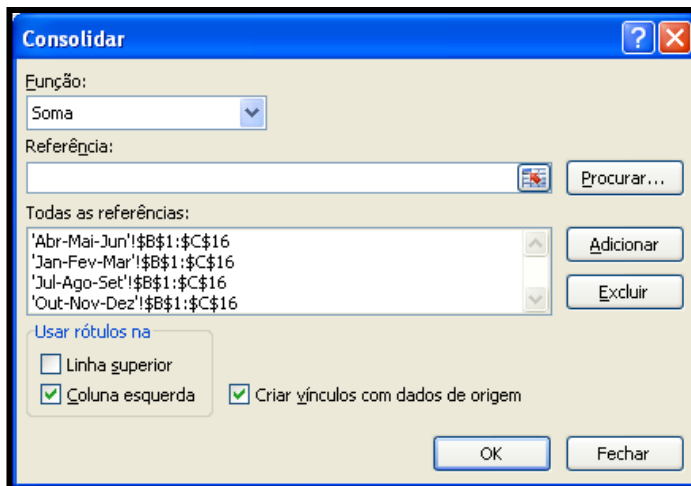 Consolidar
Função:
Soma
Referência:
Procurar...
Todas as referências:
'Abr-Mai-Jun'!$B$1:$C$16
'Jan-Fev-Mar'!$B$1:$C$16
'Jul-Ago-Set'!$B$1:$C$16
'Out-Nov-Dez'!$B$1:$C$16
Adicionar
Excluir
Usar rótulos na
Linha superior
Coluna esquerda
Criar vínculos com dados de origem
OK
Fechar